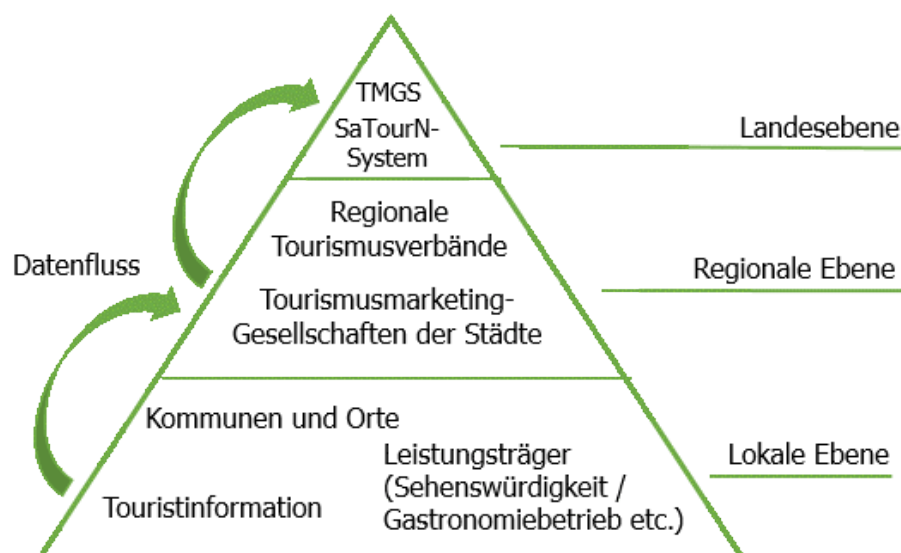 TMGS
SaTourN-
System
Landesebene
Regionale
Tourismusverbände
Datenfluss
Regionale Ebene
Tourismusmarketing-
Gesellschaften der Städte
Kommunen und Orte
Leistungsträger
(Sehenswürdigkeit /
Gastronomiebetrieb etc.)
Lokale Ebene
Touristinformation